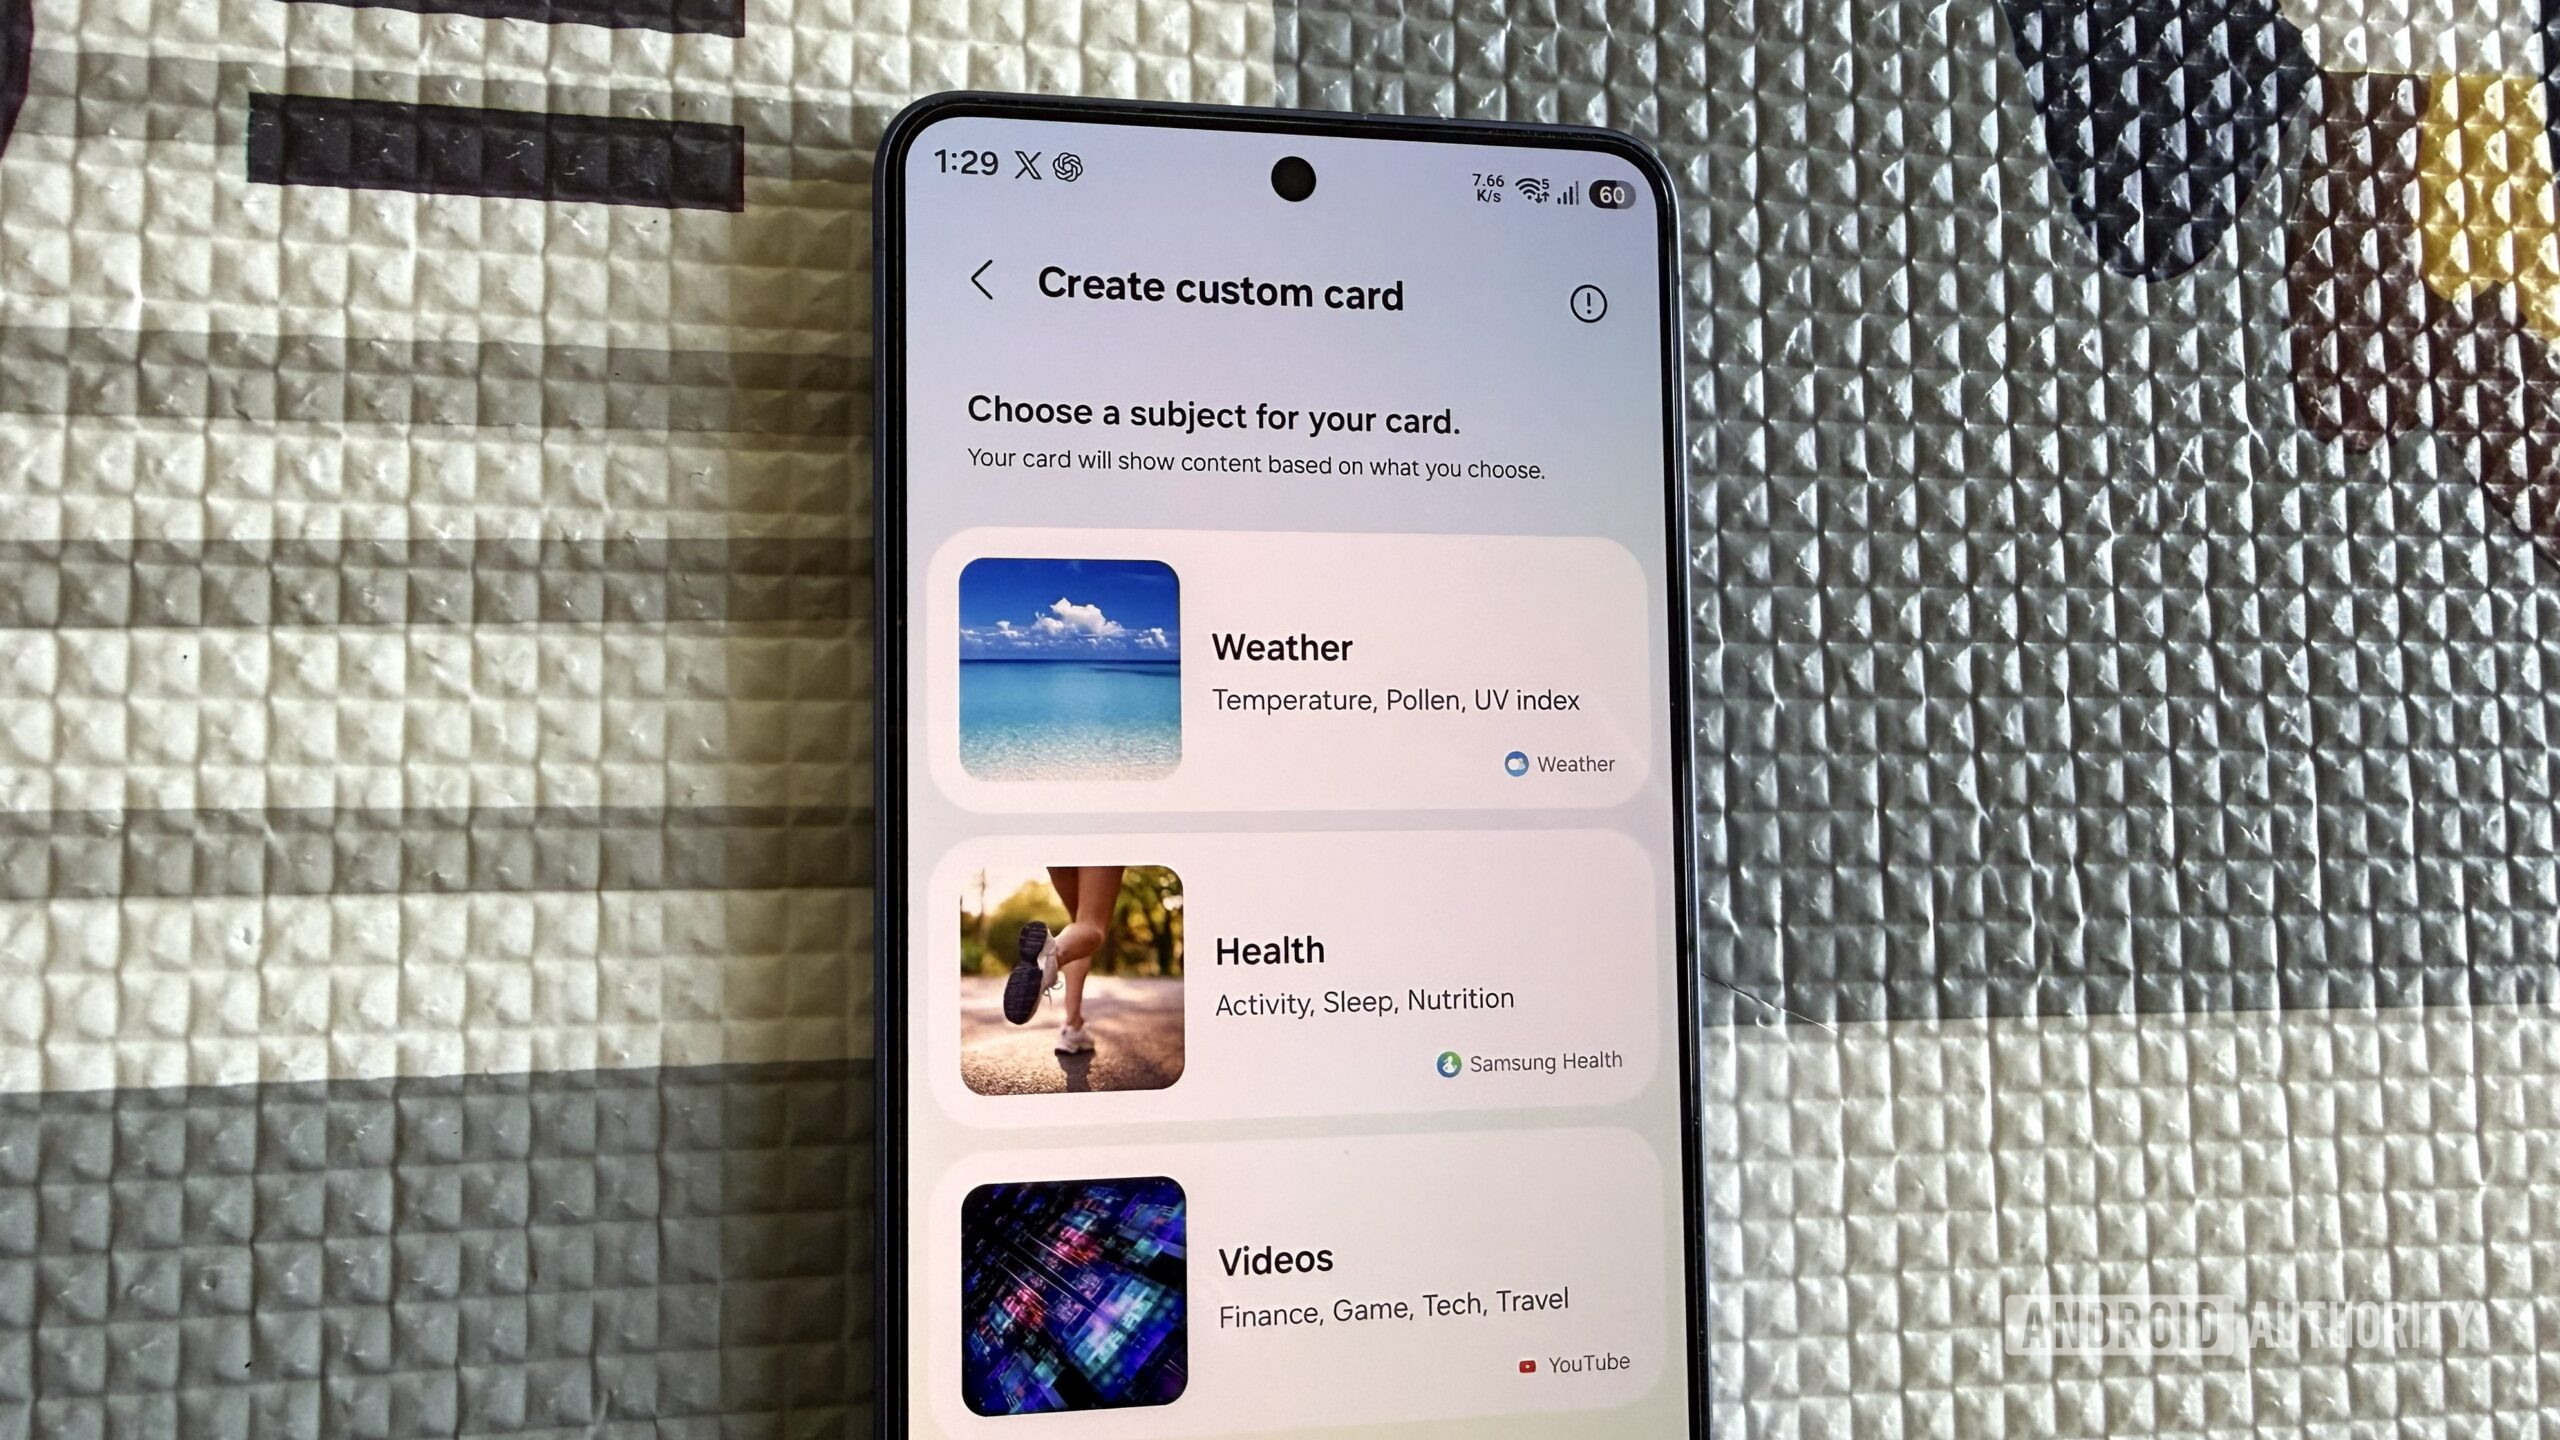 1:29
7.66
K/s
5
60
Create custom card
Choose a subject for your card.
Your card will show content based on what you choose.
Weather
Temperature, Pollen, UV index
Weather
Health
Activity, Sleep, Nutrition
Samsung Health
Videos
Finance, Game, Tech, Travel
YouTube
ANDROID AUTHORITY